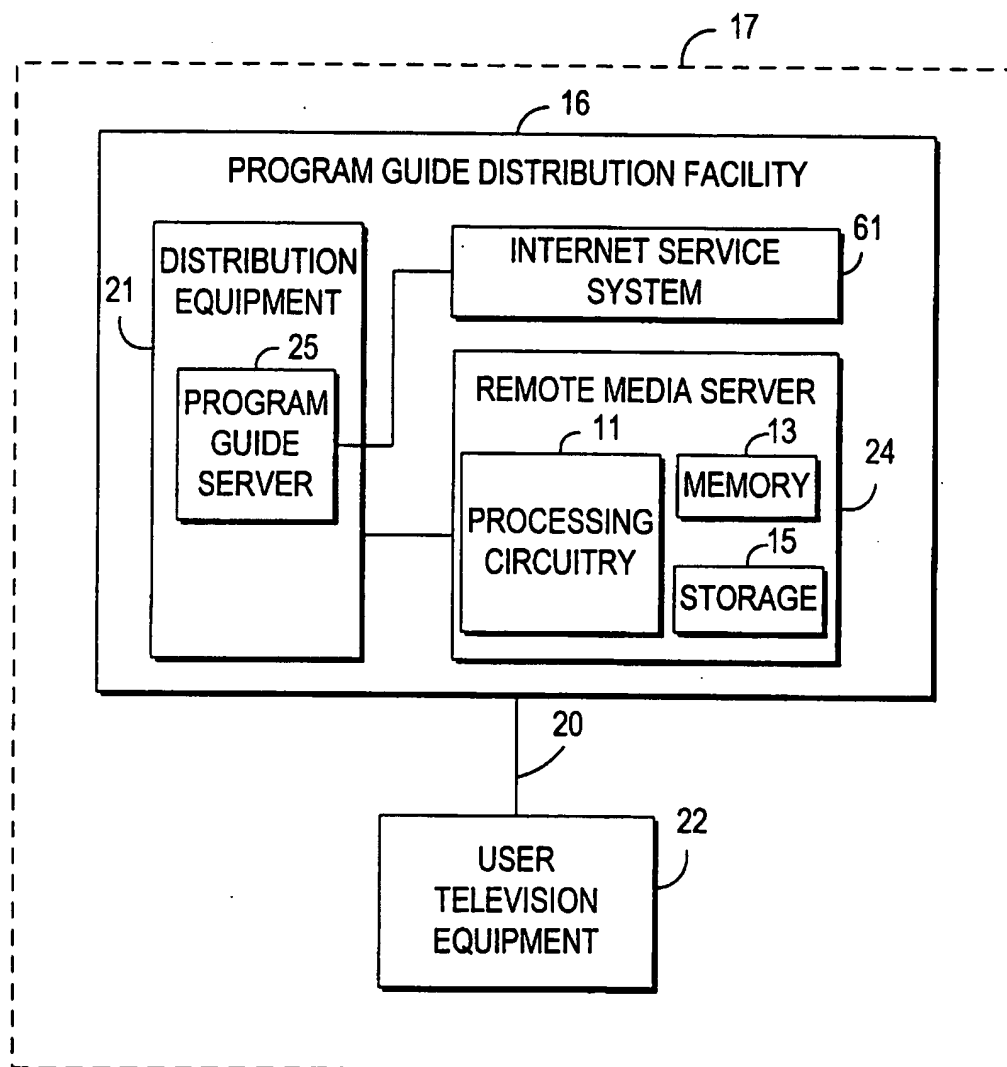 17
16
PROGRAM GUIDE DISTRIBUTION FACILITY
DISTRIBUTION
EQUIPMENT
21
25
PROGRAM
GUIDE
SERVER
INTERNET SERVICE
SYSTEM
61
REMOTE MEDIA SERVER
11
PROCESSING
CIRCUITRY
13
MEMORY
24
15
STORAGE
20
USER
TELEVISION
EQUIPMENT
22